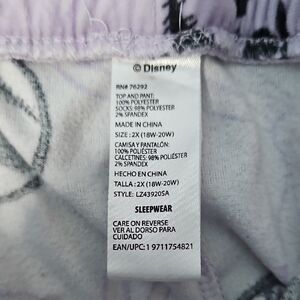 © Disney
RN# 76292
TOP AND PANT:
100% POLYESTER
SOCKS: 98% POLYESTER
2% SPANDEX
MADE IN CHINA
SIZE: 2X (18W-20W)
CAMISA Y PANTALÓN:
100% POLIÉSTER
CALCETINES: 98% POLIÉSTER
2% SPANDEX
HECHO EN CHINA
TALLA: 2X (18W-20W)
STYLE: LZ43920SA
SLEEPWEAR
CARE ON REVERSE
VER AL DORSO PARA
CUIDADO
EAN/UPC: 1 9711754821